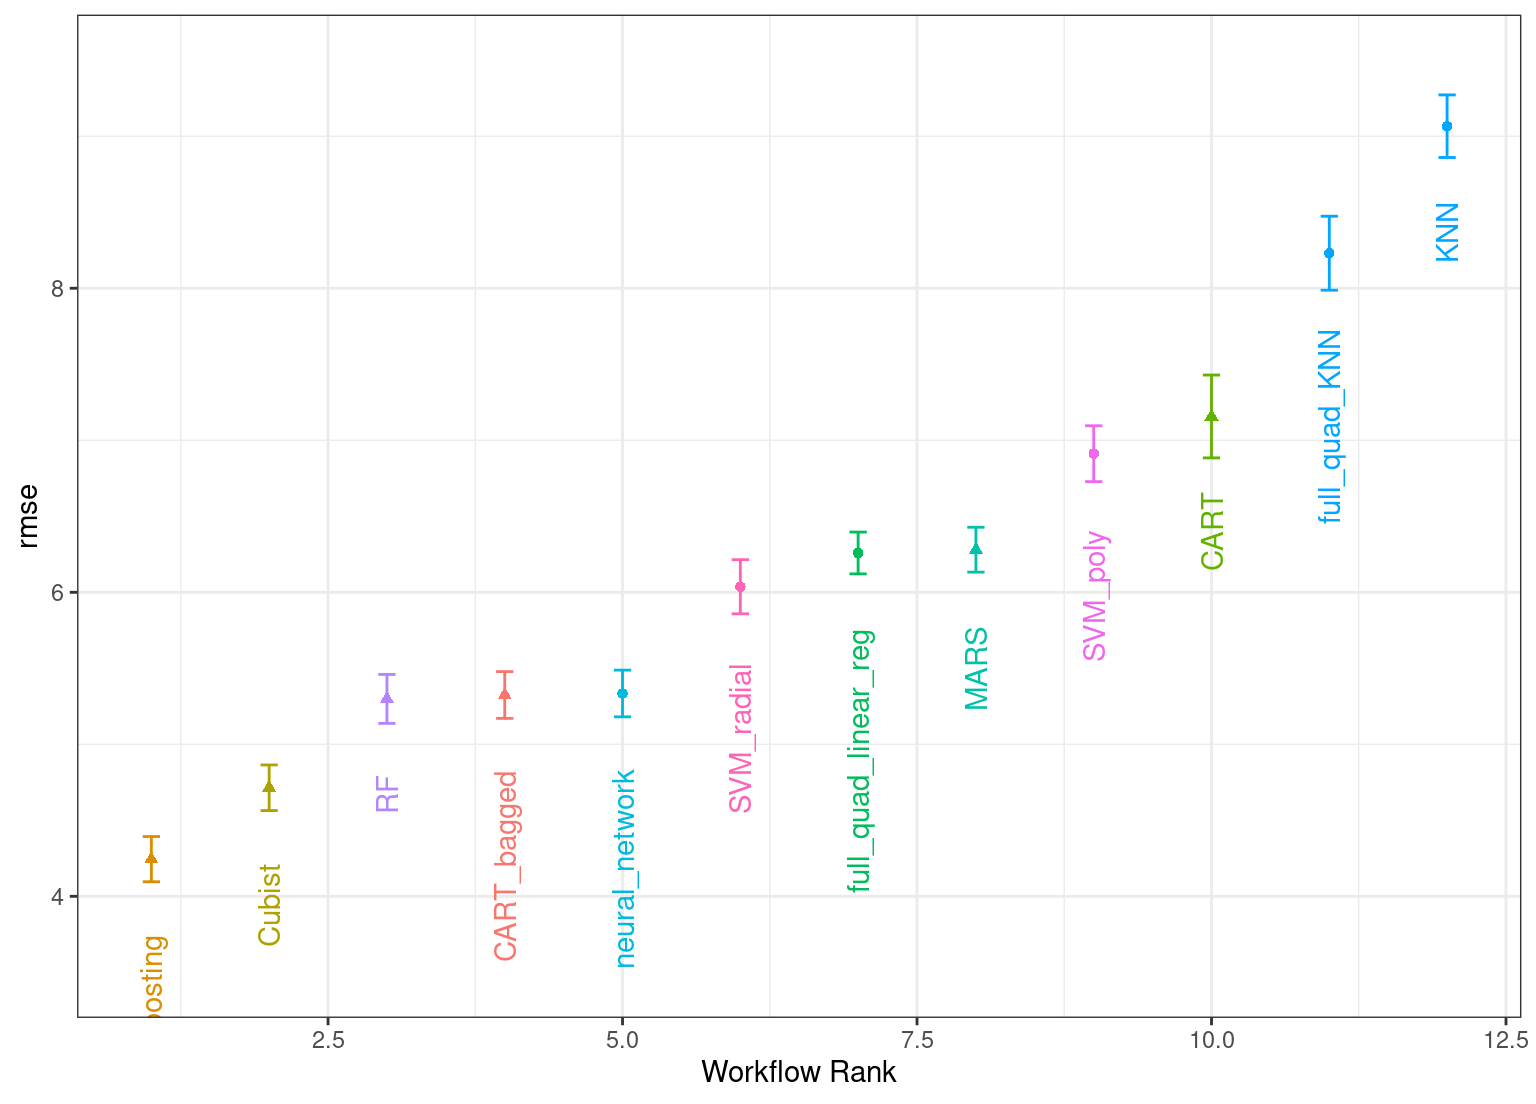 KNN
full_quad_KNN
CART
SVM_poly
MARS
full_quad_linear_reg
SVM_radial
neural_network
CART_bagged
RF
Cubist
osting
8
6
4
rmse
2.5
5.0
7.5
10.0
12.5
Workflow Rank